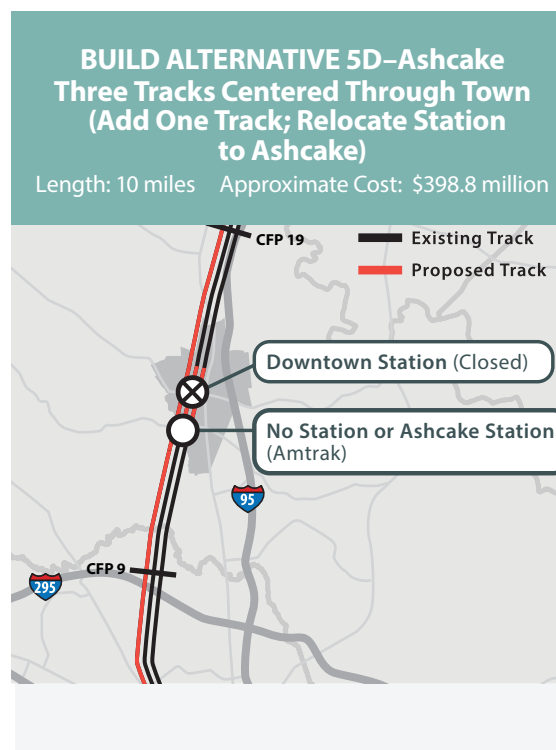 BUILD ALTERNATIVE 5D–Ashcake
Three Tracks Centered Through Town
(Add One Track; Relocate Station
to Ashcake)
Length: 10 miles Approximate Cost: $398.8 million
CFP 19
Existing Track
Proposed Track
Downtown Station (Closed)
No Station or Ashcake Station
(Amtrak)
95
CFP 9
295